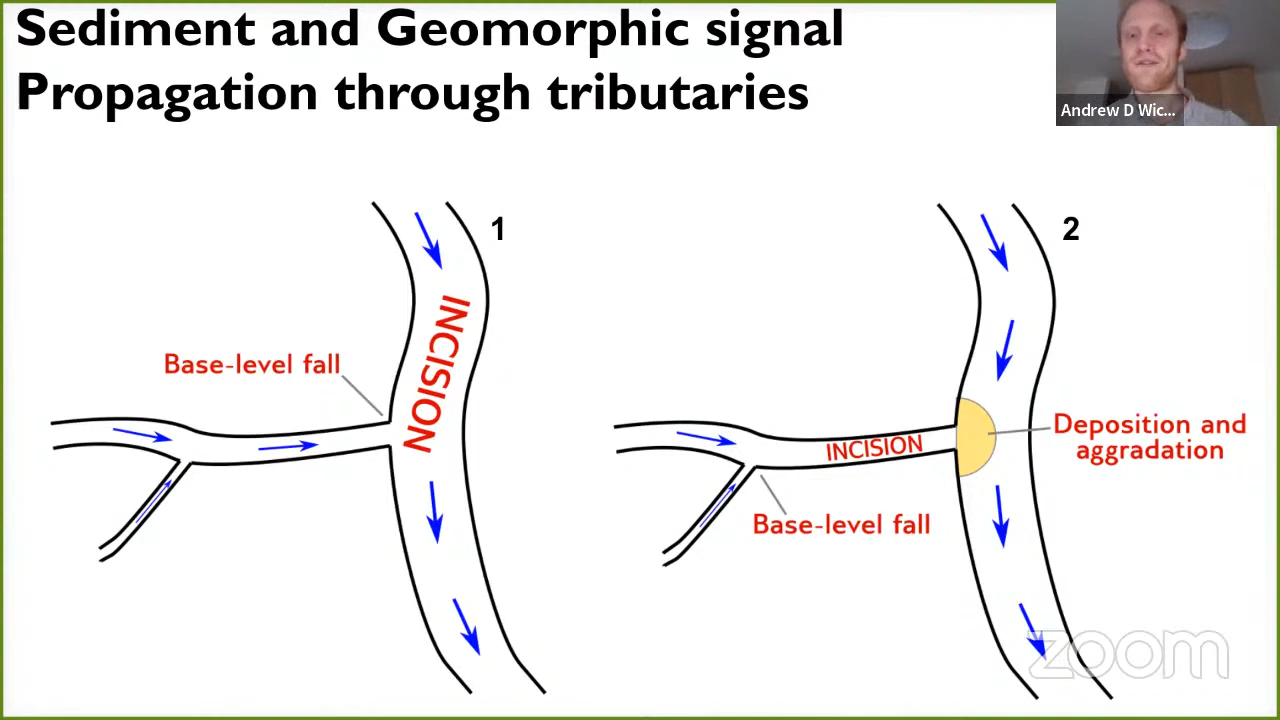 Sediment and Geomorphic signal
Propagation through tributaries
Andrew D Wic...
1
INCISION
Base-level fall
2
INCISION
Deposition and
aggradation
Base-level fall
zoom